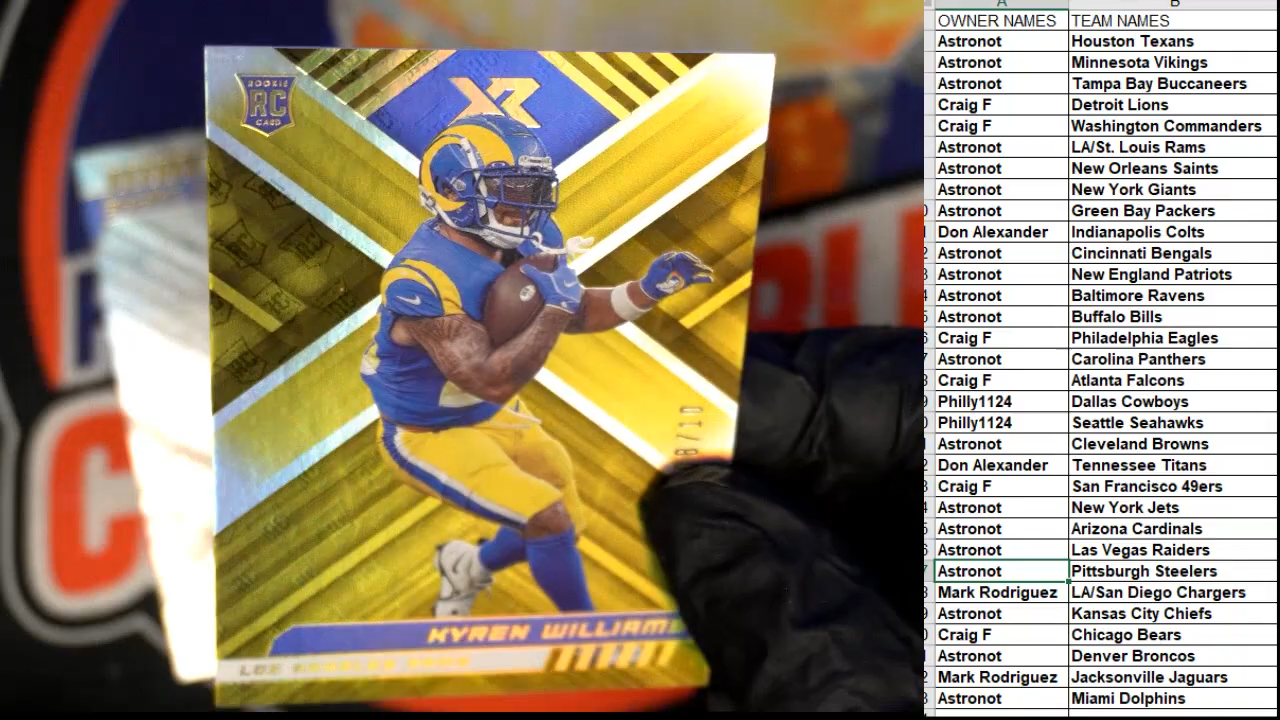 ROOKIE
RC
CARD
XR
8/10
KYREN WILLIAMS
LOS ANGELES RAMS
OWNER NAMES TEAM NAMES
Astronot Houston Texans
Astronot Minnesota Vikings
Astronot Tampa Bay Buccaneers
Craig F Detroit Lions
Craig F Washington Commanders
Astronot LA/St. Louis Rams
Astronot New Orleans Saints
Astronot New York Giants
Astronot Green Bay Packers
Don Alexander Indianapolis Colts
Astronot Cincinnati Bengals
Astronot New England Patriots
Astronot Baltimore Ravens
Astronot Buffalo Bills
Craig F Philadelphia Eagles
Astronot Carolina Panthers
Craig F Atlanta Falcons
Philly1124 Dallas Cowboys
Philly1124 Seattle Seahawks
Astronot Cleveland Browns
Don Alexander Tennessee Titans
Craig F San Francisco 49ers
Astronot New York Jets
Astronot Arizona Cardinals
Astronot Las Vegas Raiders
Astronot Pittsburgh Steelers
Mark Rodriguez LA/San Diego Chargers
Astronot Kansas City Chiefs
Craig F Chicago Bears
Astronot Denver Broncos
Mark Rodriguez Jacksonville Jaguars
Astronot Miami Dolphins